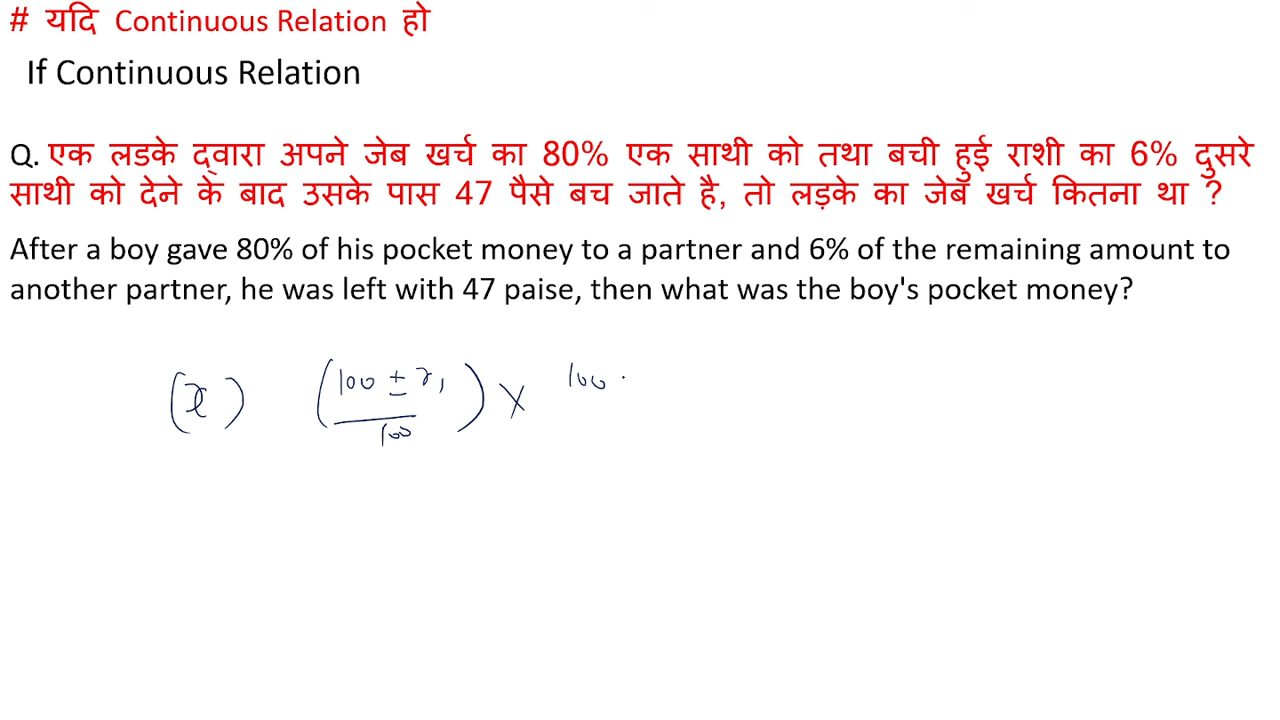 # यदि Continuous Relation हो
If Continuous Relation
Q. एक लडके द्वारा अपने जेब खर्च का 80% एक साथी को तथा बची हुई राशी का 6% दुसरे
साथी को देने के बाद उसके पास 47 पैसे बच जाते है, तो लड़के का जेब खर्च कितना था ?
After a boy gave 80% of his pocket money to a partner and 6% of the remaining amount to
another partner, he was left with 47 paise, then what was the boy's pocket money?
(x) (100 ± r₁ / 100) × 100